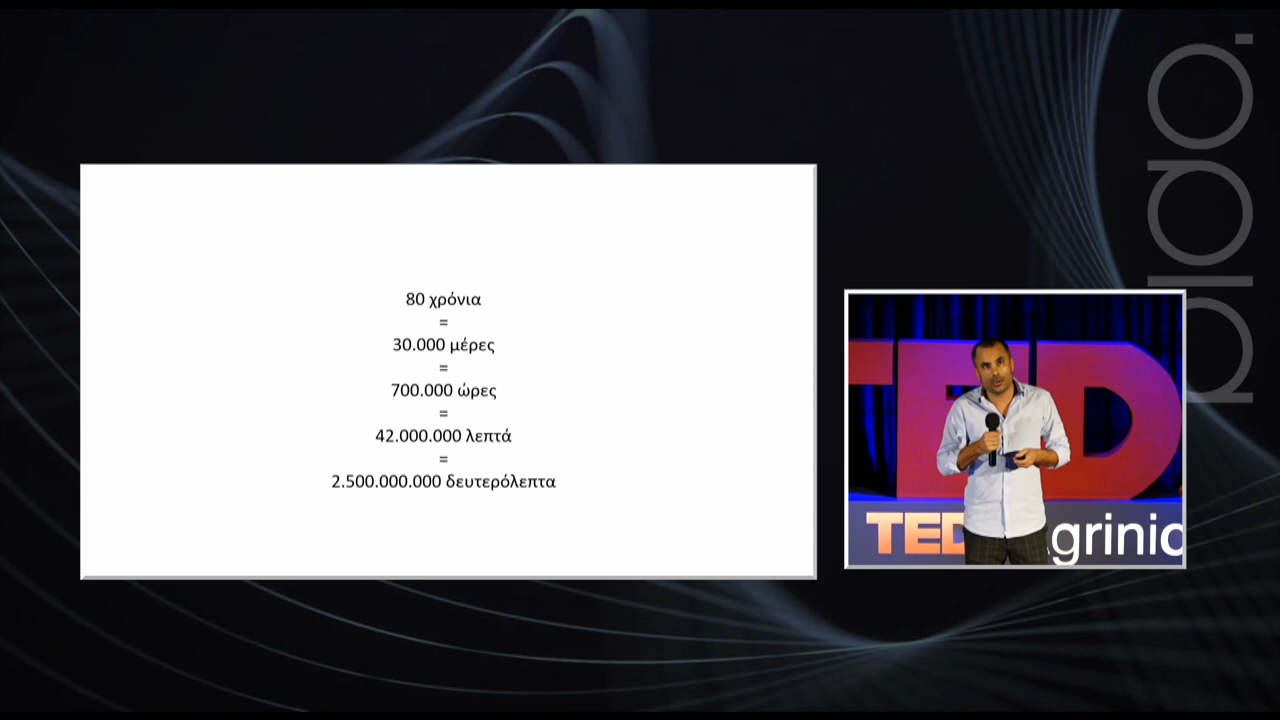 80 χρόνια
=
30.000 μέρες
=
700.000 ώρες
=
42.000.000 λεπτά
=
2.500.000.000 δευτερόλεπτα
TED
TED
grinio